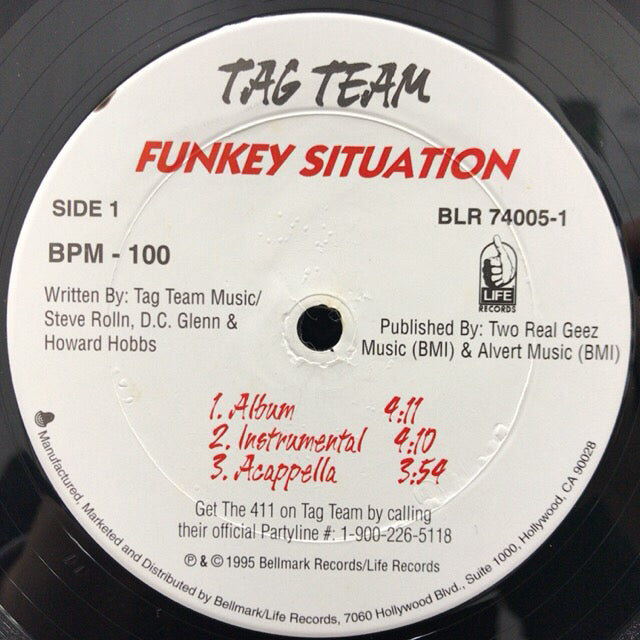 TAG TEAM
FUNKEY SITUATION
SIDE 1
BLR 74005-1
BPM - 100
LIFE
RECORDS
Written By: Tag Team Music/
Steve Rolln, D.C. Glenn &
Howard Hobbs
Published By: Two Real Geez
Music (BMI) & Alvert Music (BMI)
1. Album 4:11
2. Instrumental 4:10
3. Acappella 3:54
Get The 411 on Tag Team by calling
their official Partyline #: 1-900-226-5118
℗ & © 1995 Bellmark Records/Life Records
Manufactured, Marketed and Distributed by Bellmark/Life Records, 7060 Hollywood Blvd., Suite 1000, Hollywood, CA 90028